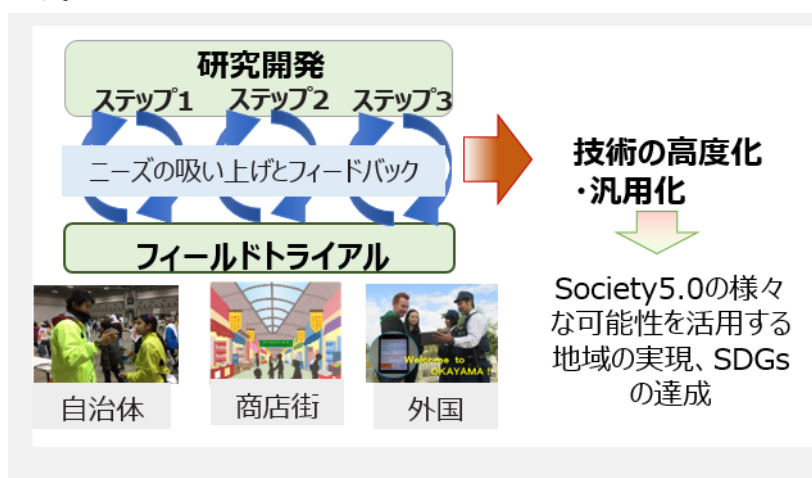 研究開発
ステップ1 ステップ2 ステップ3
ニーズの吸い上げとフィードバック
フィールドトライアル
技術の高度化
・汎用化
Society5.0の様々
な可能性を活用する
地域の実現、SDGs
の達成
Welcome to
OKAYAMA !
自治体
商店街
外国